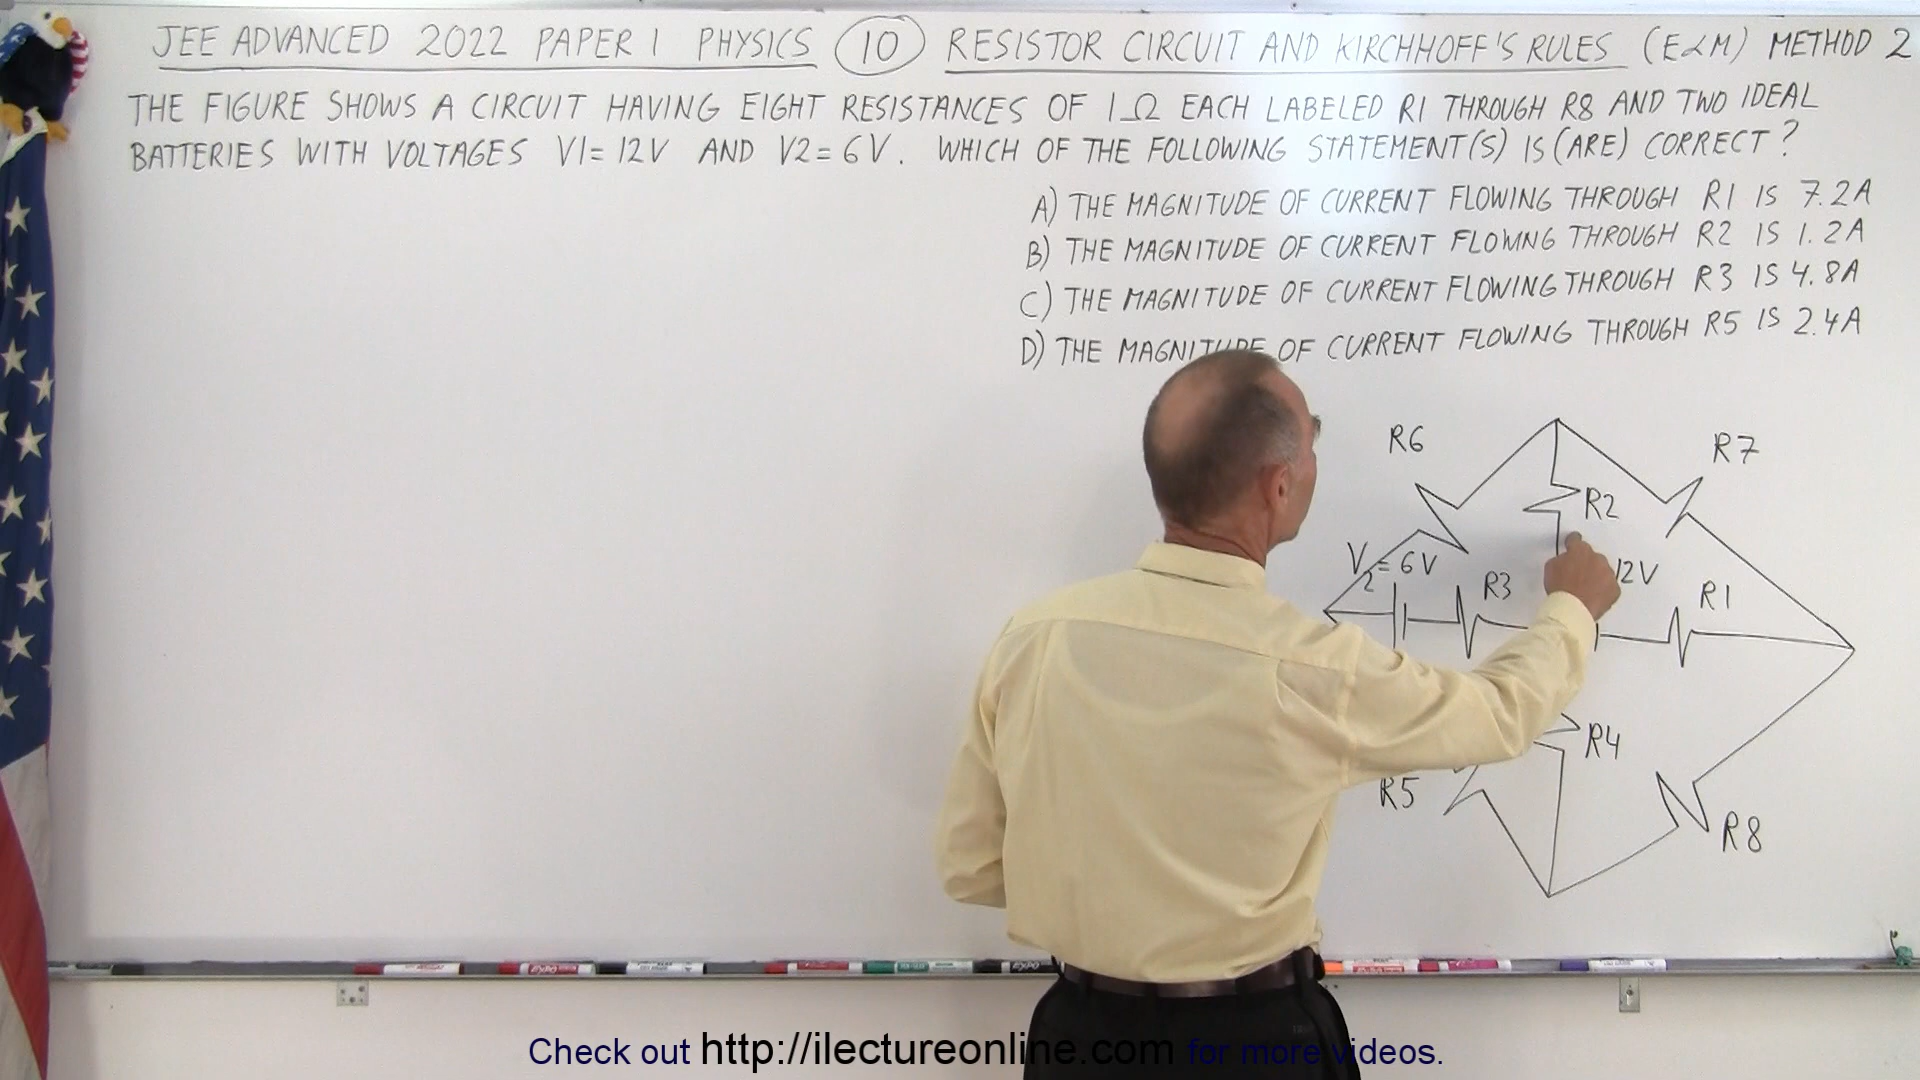 JEE ADVANCED 2022 PAPER 1 PHYSICS 10 RESISTOR CIRCUIT AND KIRCHHOFF'S RULES (E&M) METHOD 2
THE FIGURE SHOWS A CIRCUIT HAVING EIGHT RESISTANCES OF 1Ω EACH LABELED R1 THROUGH R8 AND TWO IDEAL
BATTERIES WITH VOLTAGES V1=12V AND V2=6V. WHICH OF THE FOLLOWING STATEMENT(S) IS (ARE) CORRECT?
A) THE MAGNITUDE OF CURRENT FLOWING THROUGH R1 IS 7.2A
B) THE MAGNITUDE OF CURRENT FLOWING THROUGH R2 IS 1.2A
C) THE MAGNITUDE OF CURRENT FLOWING THROUGH R3 IS 4.8A
D) THE MAGNITUDE OF CURRENT FLOWING THROUGH R5 IS 2.4A
R6
R7
R2
V2=6V
R3
12V
R1
R4
R5
R8
EXPO
EXPO
Check out http://ilectureonline.com for more videos.